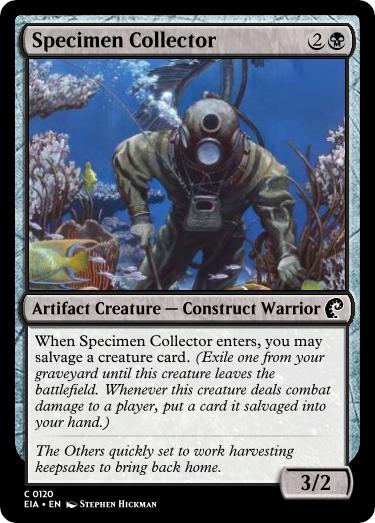 Specimen Collector 2
Artifact Creature — Construct Warrior
When Specimen Collector enters, you may
salvage a creature card. (Exile one from your
graveyard until this creature leaves the
battlefield. Whenever this creature deals combat
damage to a player, put a card it salvaged into
your hand.)
The Others quickly set to work harvesting
keepsakes to bring back home.
3/2
C 0120
EIA • EN Stephen Hickman